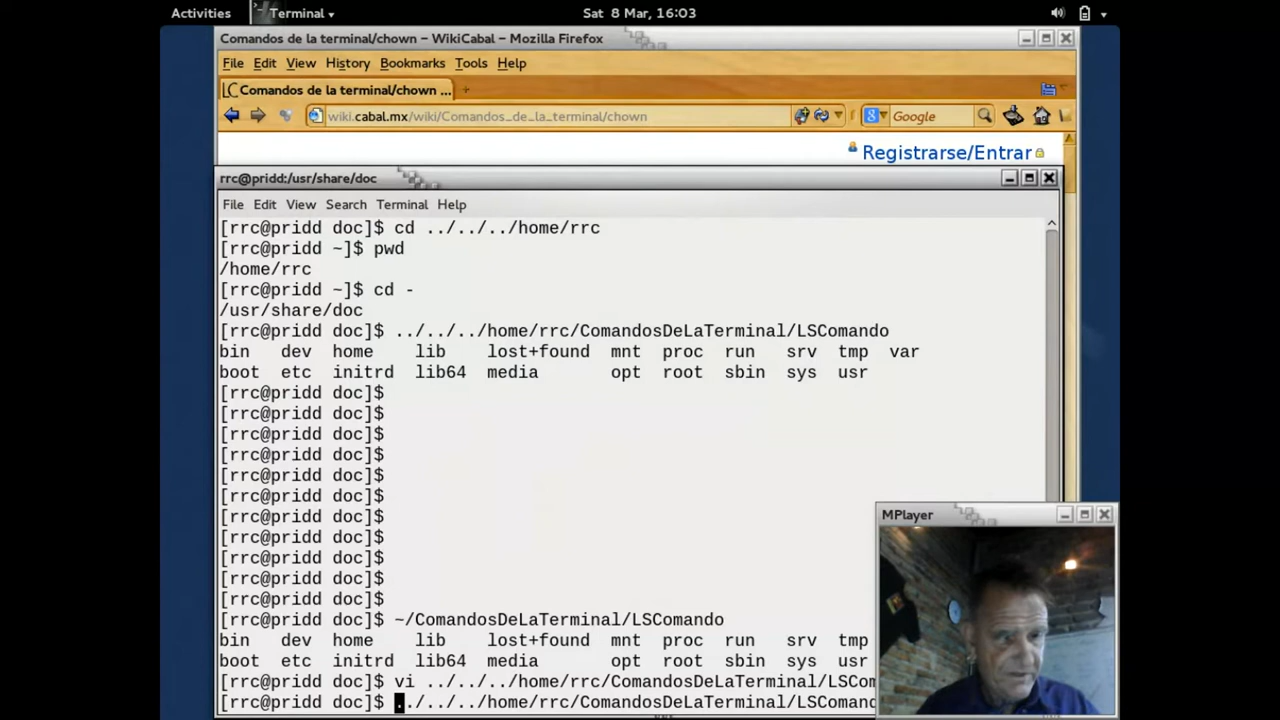 Activities Terminal Sat 8 Mar, 16:03
Comandos de la terminal/chown – WikiCabal – Mozilla Firefox
File Edit View History Bookmarks Tools Help
Comandos de la terminal/chown ... +
wiki.cabal.mx/wiki/Comandos_de_la_terminal/chown Google
Registrarse/Entrar
rrc@pridd:/usr/share/doc
File Edit View Search Terminal Help
[rrc@pridd doc]$ cd ../../../home/rrc
[rrc@pridd ~]$ pwd
/home/rrc
[rrc@pridd ~]$ cd -
/usr/share/doc
[rrc@pridd doc]$ ../../../home/rrc/ComandosDeLaTerminal/LSComando
bin dev home lib lost+found mnt proc run srv tmp var
boot etc initrd lib64 media opt root sbin sys usr
[rrc@pridd doc]$
[rrc@pridd doc]$
[rrc@pridd doc]$
[rrc@pridd doc]$
[rrc@pridd doc]$
[rrc@pridd doc]$
[rrc@pridd doc]$
[rrc@pridd doc]$
[rrc@pridd doc]$
[rrc@pridd doc]$
[rrc@pridd doc]$
[rrc@pridd doc]$ ~/ComandosDeLaTerminal/LSComando
bin dev home lib lost+found mnt proc run srv tmp
boot etc initrd lib64 media opt root sbin sys usr
[rrc@pridd doc]$ vi ../../../home/rrc/ComandosDeLaTerminal/LSCom
[rrc@pridd doc]$ ../../../home/rrc/ComandosDeLaTerminal/LSComand
MPlayer